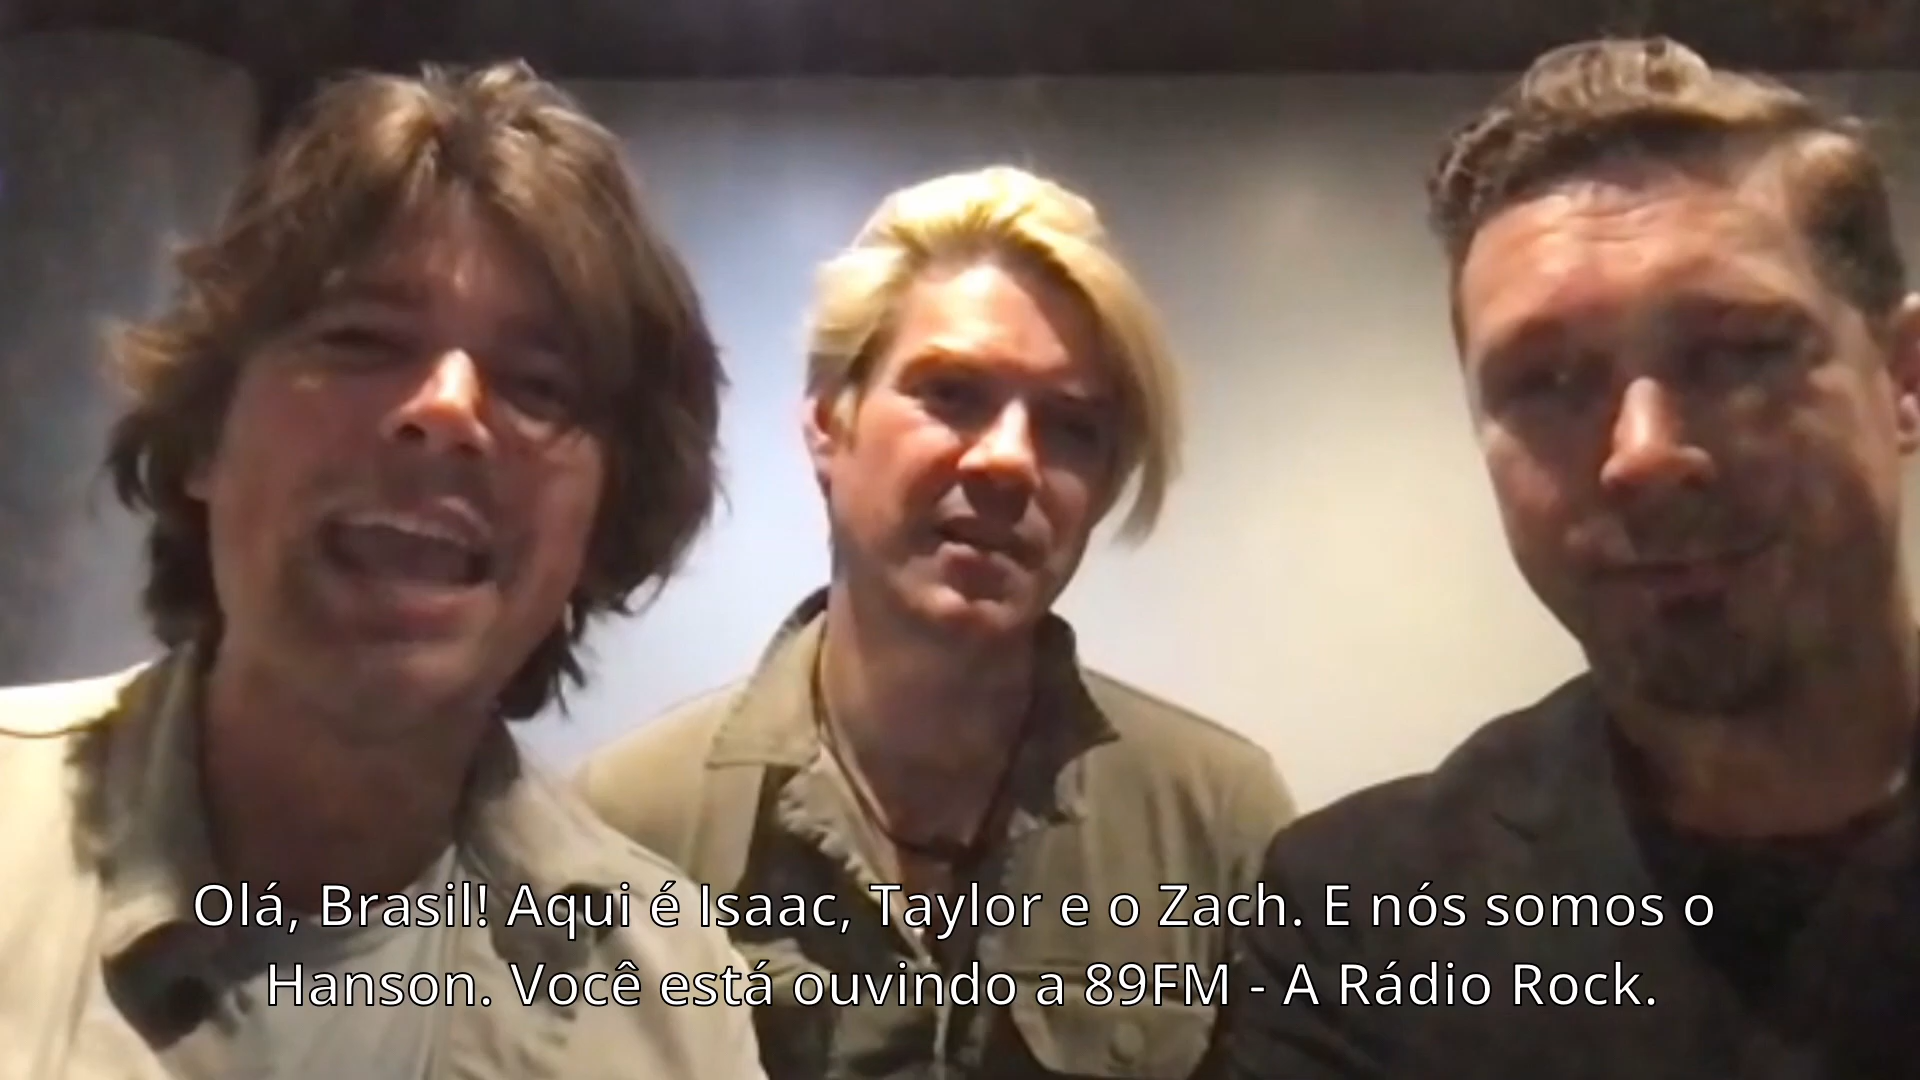 Olá, Brasil! Aqui é Isaac, Taylor e o Zach. E nós somos o
Hanson. Você está ouvindo a 89FM - A Rádio Rock.